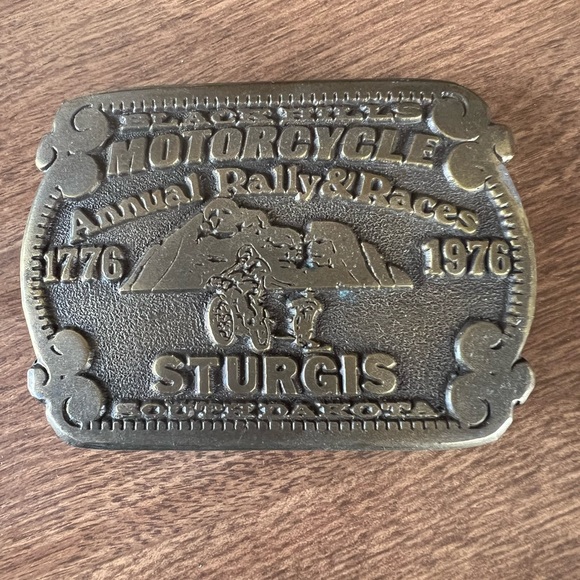 BLACK HILLS
MOTORCYCLE
Annual Rally & Races
1776 1976
STURGIS
SOUTH DAKOTA